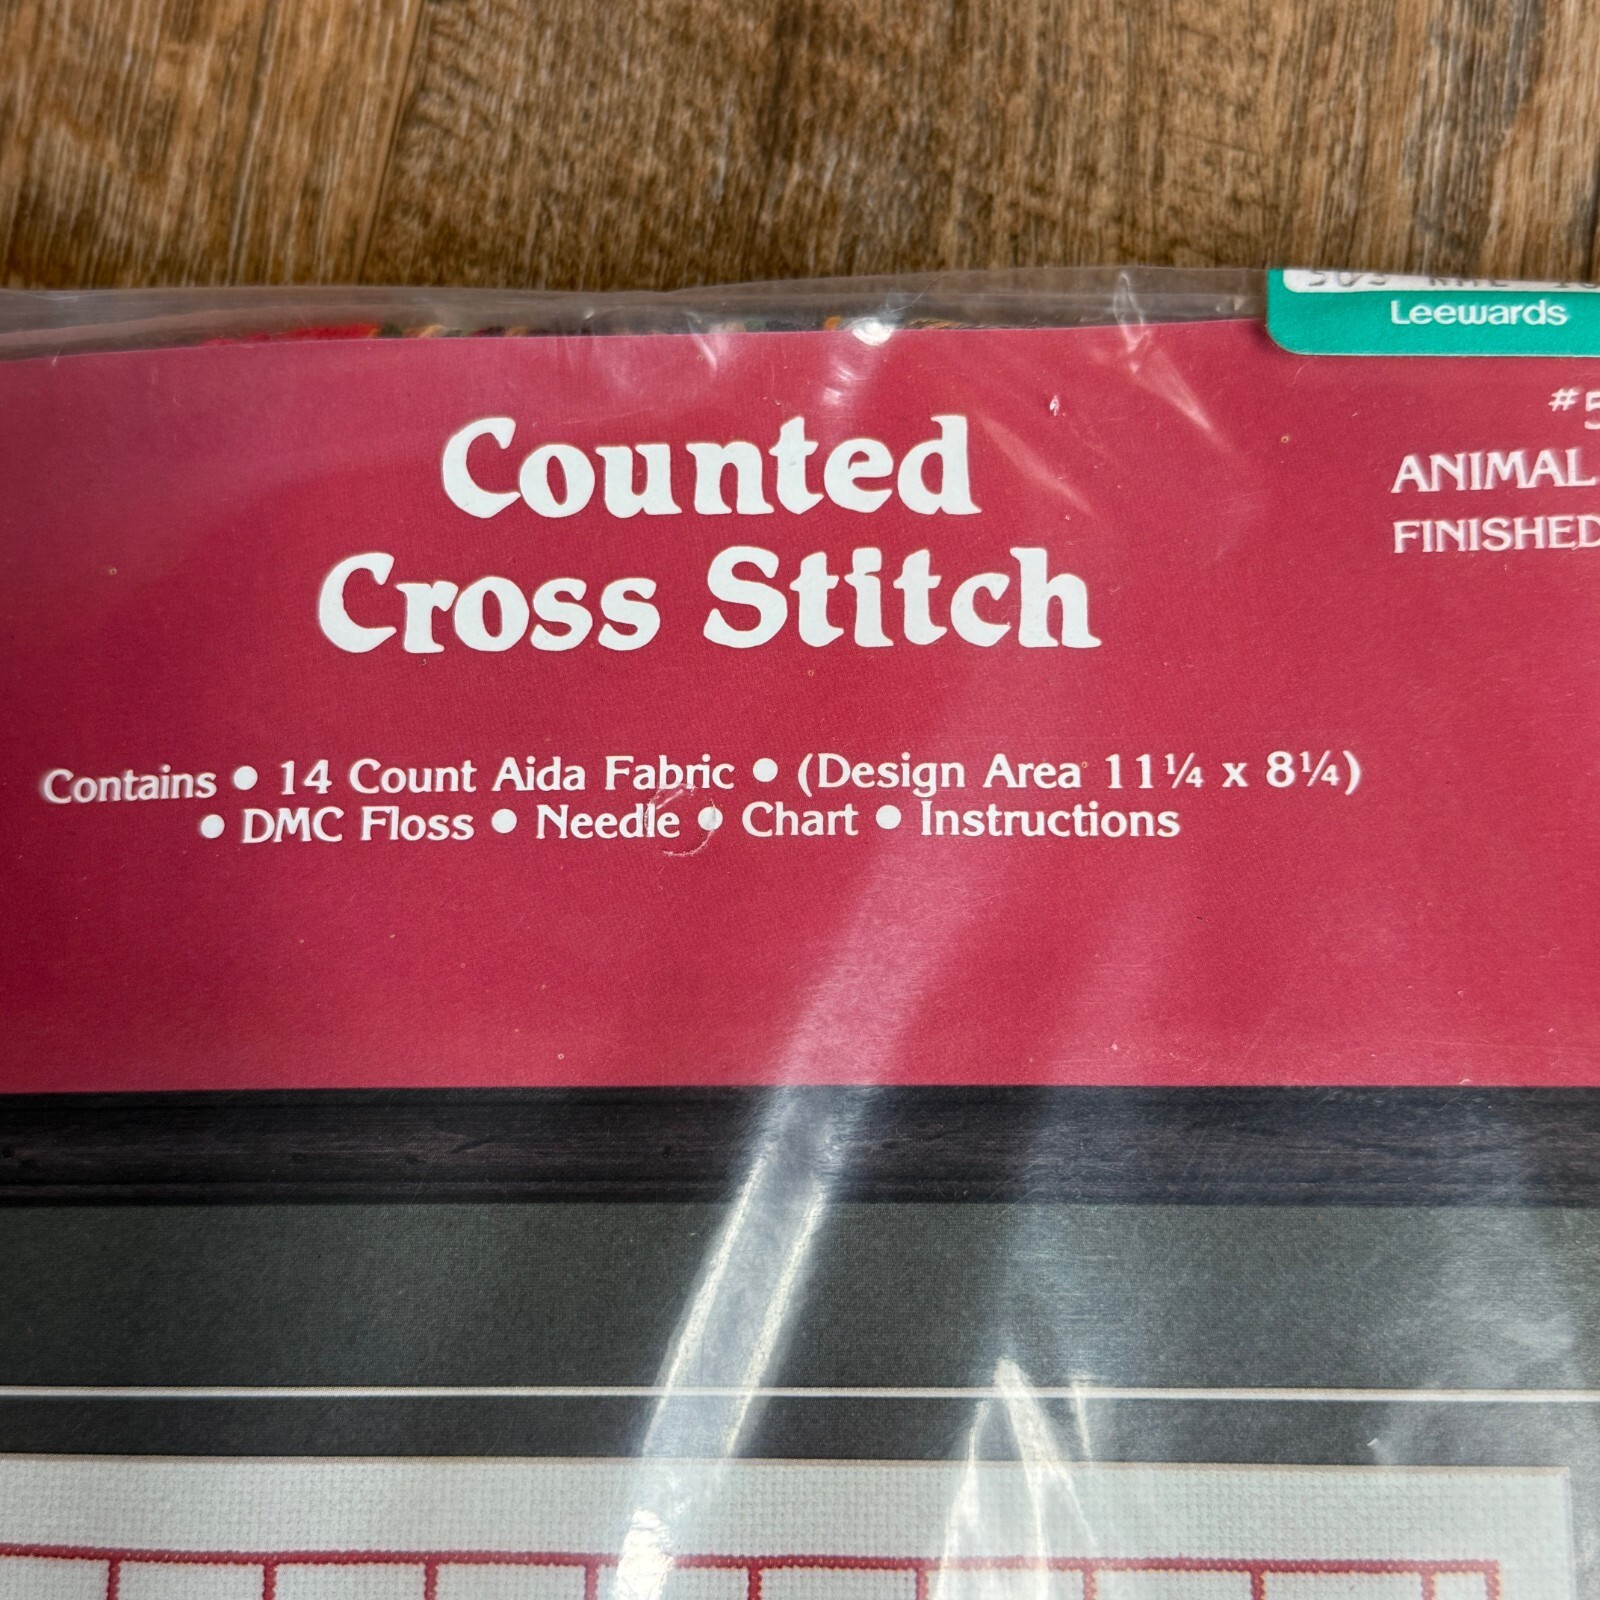 Leewards
Counted
Cross Stitch
ANIMAL
FINISHED
Contains • 14 Count Aida Fabric • (Design Area 11¼ x 8¼)
• DMC Floss • Needle • Chart • Instructions